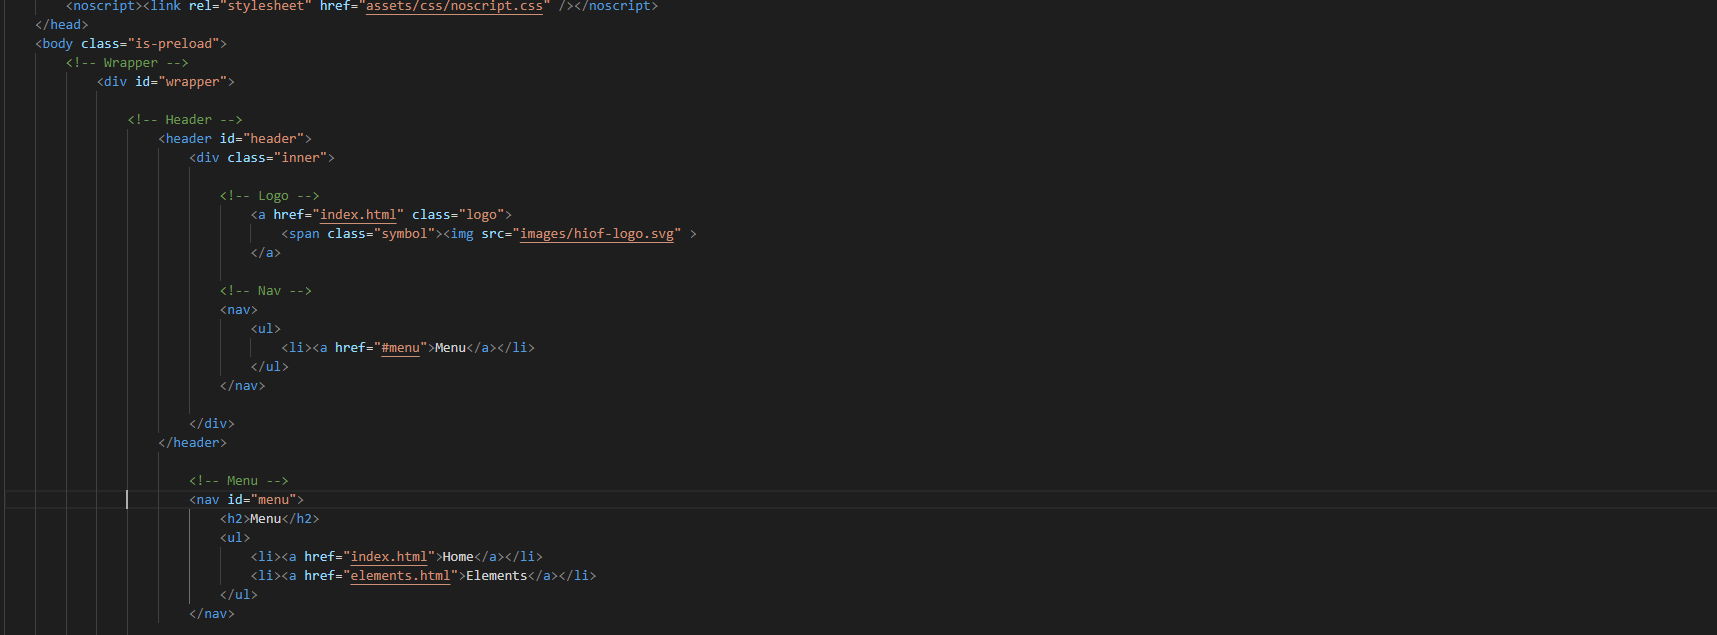 <noscript><link rel="stylesheet" href="assets/css/noscript.css" /></noscript>
</head>
<body class="is-preload">
<!-- Wrapper -->
<div id="wrapper">
<!-- Header -->
<header id="header">
<div class="inner">
<!-- Logo -->
<a href="index.html" class="logo">
<span class="symbol"><img src="images/hiof-logo.svg" >
</a>
<!-- Nav -->
<nav>
<ul>
<li><a href="#menu">Menu</a></li>
</ul>
</nav>
</div>
</header>
<!-- Menu -->
<nav id="menu">
<h2>Menu</h2>
<ul>
<li><a href="index.html">Home</a></li>
<li><a href="elements.html">Elements</a></li>
</ul>
</nav>